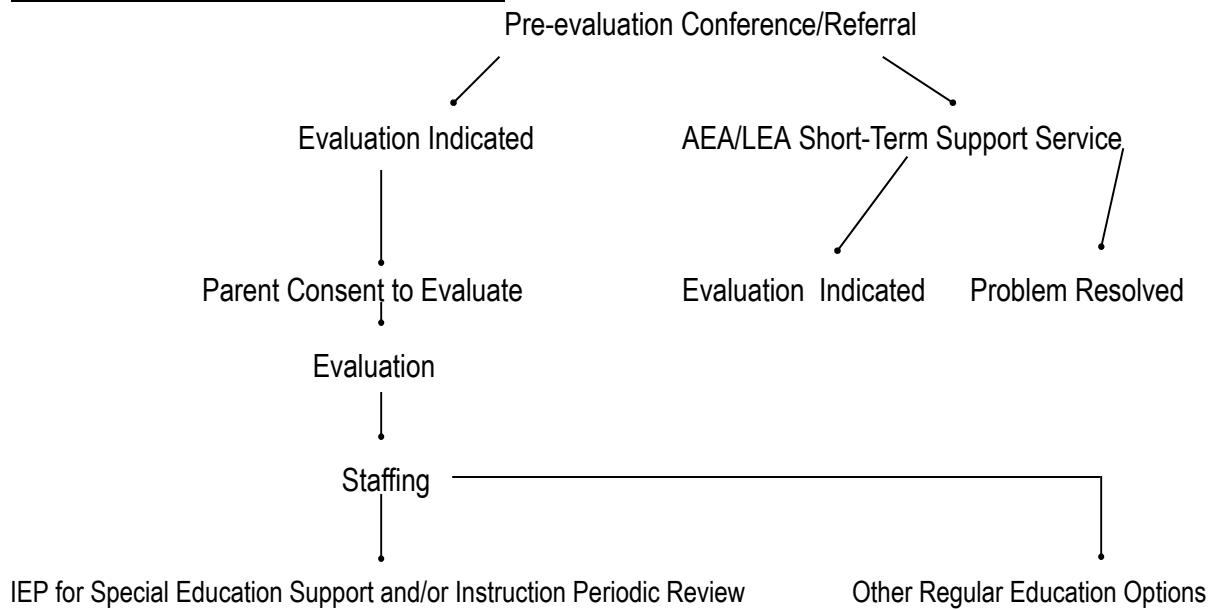 Pre-evaluation Conference/Referral
Evaluation Indicated
AEA/LEA Short-Term Support Service
Parent Consent to Evaluate
Evaluation Indicated
Problem Resolved
Evaluation
Staffing
IEP for Special Education Support and/or Instruction Periodic Review
Other Regular Education Options